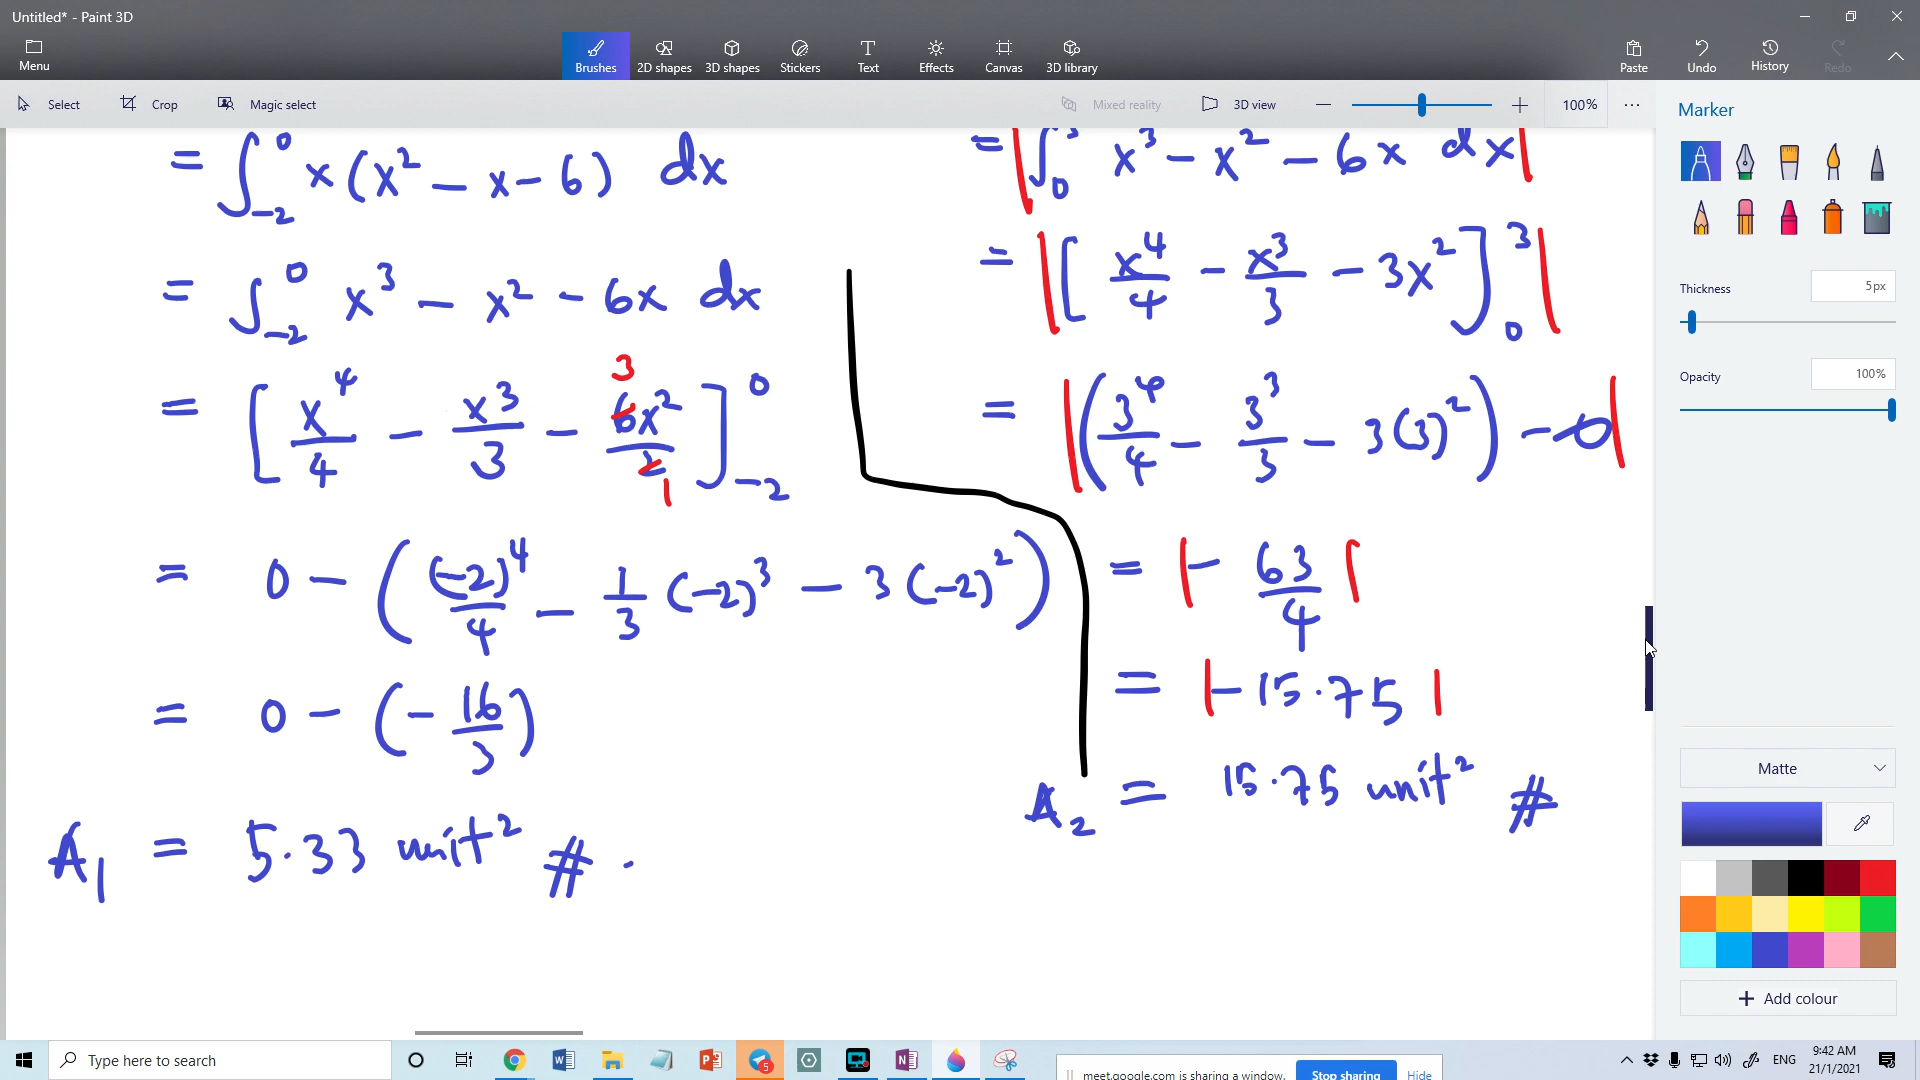 Untitled* - Paint 3D
Menu
Brushes
2D shapes
3D shapes
Stickers
Text
Effects
Canvas
3D library
Paste
Undo
History
Redo
Select
Crop
Magic select
Mixed reality
3D view
100%
Marker
Thickness
5px
Opacity
100%
Matte
Add colour
= ∫₋₂⁰ x (x² - x - 6) dx
= ∫₋₂⁰ x³ - x² - 6x dx
= [ x⁴/4 - x³/3 - 6x²/2 ]₋₂⁰
3
1
= 0 - ( (-2)⁴/4 - 1/3 (-2)³ - 3 (-2)² )
= 0 - ( - 16/3 )
A₁ = 5.33 unit² # .
= | ∫₀³ x³ - x² - 6x dx |
= | [ x⁴/4 - x³/3 - 3x² ]₀³ |
= | ( 3⁴/4 - 3³/3 - 3(3)² ) - 0 |
= | - 63/4 |
= | - 15.75 |
A₂ = 15.75 unit² #
Type here to search
5
meet.google.com is sharing a window.
Stop sharing
Hide
ENG
9:42 AM
21/1/2021